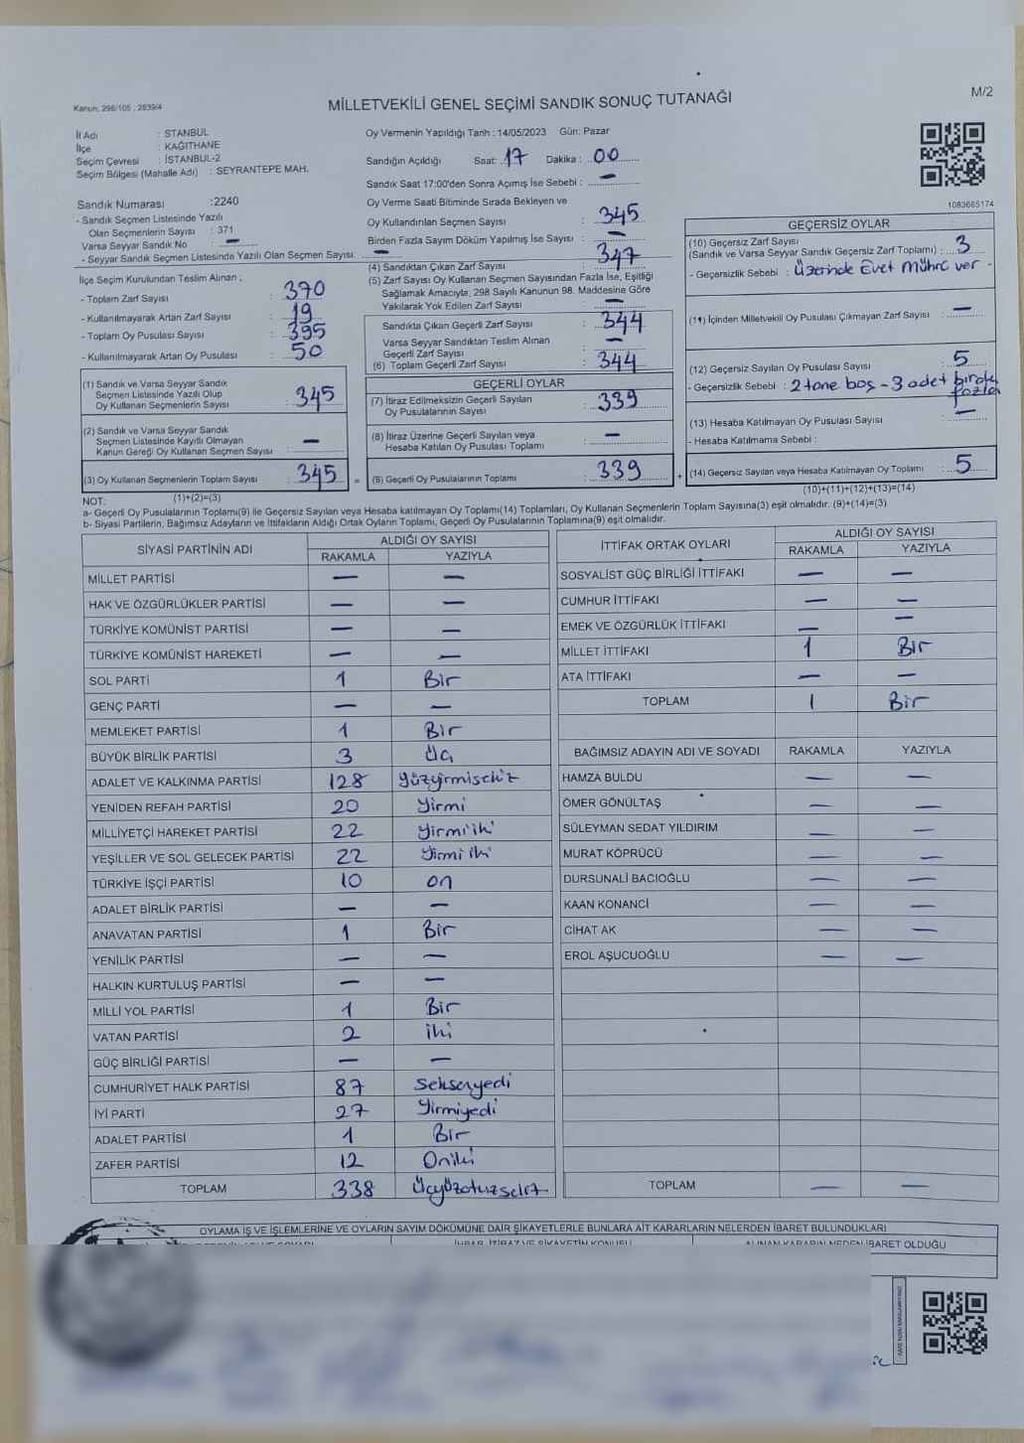 Kanun: 298/105 ; 2839/4
MİLLETVEKİLİ GENEL SEÇİMİ SANDIK SONUÇ TUTANAĞI
M/2
İl Adı : STANBUL
İlçe : KAĞITHANE
Seçim Çevresi : İSTANBUL-2
Seçim Bölgesi (Mahalle Adı) : SEYRANTEPE MAH.
Sandık Numarası :2240
- Sandık Seçmen Listesinde Yazılı
Olan Seçmenlerin Sayısı : 371
Varsa Seyyar Sandık No : —
- Seyyar Sandık Seçmen Listesinde Yazılı Olan Seçmen Sayısı : —
İlçe Seçim Kurulundan Teslim Alınan ;
- Toplam Zarf Sayısı : 390
- Kullanılmayarak Artan Zarf Sayısı : 19
- Toplam Oy Pusulası Sayısı : 395
- Kullanılmayarak Artan Oy Pusulası : 50
(1) Sandık ve Varsa Seyyar Sandık
Seçmen Listesinde Yazılı Olup
Oy Kullanan Seçmenlerin Sayısı : 345
(2) Sandık ve Varsa Seyyar Sandık
Seçmen Listesinde Kayıtlı Olmayan
Kanun Gereği Oy Kullanan Seçmen Sayısı : —
(3) Oy Kullanan Seçmenlerin Toplam Sayısı : 345
(1)+(2)=(3)
Oy Vermenin Yapıldığı Tarih : 14/05/2023 Gün: Pazar
Sandığın Açıldığı Saat: 17 Dakika : 00
Sandık Saat 17:00'den Sonra Açımış İse Sebebi : —
Oy Verme Saati Bitiminde Sırada Bekleyen ve
Oy Kullandırılan Seçmen Sayısı : 345
Birden Fazla Sayım Döküm Yapılmış İse Sayısı : —
(4) Sandıktan Çıkan Zarf Sayısı : 347
(5) Zarf Sayısı Oy Kullanan Seçmen Sayısından Fazla İse, Eşitliği
Sağlamak Amacıyla, 298 Sayılı Kanunun 98. Maddesine Göre
Yakılarak Yok Edilen Zarf Sayısı : —
Sandıkta Çıkan Geçerli Zarf Sayısı : 344
Varsa Seyyar Sandıktan Teslim Alınan
Geçerli Zarf Sayısı : —
(6) Toplam Geçerli Zarf Sayısı : 344
GEÇERLİ OYLAR
(7) İtiraz Edilmeksizin Geçerli Sayılan
Oy Pusulalarının Sayısı : 339
(8) İtiraz Üzerine Geçerli Sayılan veya
Hesaba Katılan Oy Pusulası Toplamı : —
(9) Geçerli Oy Pusulalarının Toplamı : 339
1083685174
GEÇERSİZ OYLAR
(10) Geçersiz Zarf Sayısı
(Sandık ve Varsa Seyyar Sandık Geçersiz Zarf Toplamı) : 3
- Geçersizlik Sebebi : Üzerinde Evet Mührü var -
(11) İçinden Milletvekili Oy Pusulası Çıkmayan Zarf Sayısı : —
(12) Geçersiz Sayılan Oy Pusulası Sayısı : 5
- Geçersizlik Sebebi : 2 tane boş - 3 adet birden
fazla
(13) Hesaba Katılmayan Oy Pusulası Sayısı : —
- Hesaba Katılmama Sebebi :
(14) Geçersiz Sayılan veya Hesaba Katılmayan Oy Toplamı : 5
(10)+(11)+(12)+(13)=(14)
NOT:
a- Geçerli Oy Pusulalarının Toplamı(9) ile Geçersiz Sayılan veya Hesaba katılmayan Oy Toplamı(14) Toplamları, Oy Kullanan Seçmenlerin Toplam Sayısına(3) eşit olmalıdır. (9)+(14)=(3)
b- Siyasi Partilerin, Bağımsız Adayların ve İttifakların Aldığı Ortak Oyların Toplamı, Geçerli Oy Pusulalarının Toplamına(9) eşit olmalıdır.
SİYASİ PARTİNİN ADI ALDIĞI OY SAYISI
RAKAMLA YAZIYLA
MİLLET PARTİSİ — —
HAK VE ÖZGÜRLÜKLER PARTİSİ — —
TÜRKİYE KOMÜNİST PARTİSİ — —
TÜRKİYE KOMÜNİST HAREKETİ — —
SOL PARTİ 1 Bir
GENÇ PARTİ — —
MEMLEKET PARTİSİ 1 Bir
BÜYÜK BİRLİK PARTİSİ 3 Üç
ADALET VE KALKINMA PARTİSİ 128 Yüzyirmisekiz
YENİDEN REFAH PARTİSİ 20 Yirmi
MİLLİYETÇİ HAREKET PARTİSİ 22 Yirmi iki
YEŞİLLER VE SOL GELECEK PARTİSİ 22 Yirmi iki
TÜRKİYE İŞÇİ PARTİSİ 10 on
ADALET BİRLİK PARTİSİ — —
ANAVATAN PARTİSİ 1 Bir
YENİLİK PARTİSİ — —
HALKIN KURTULUŞ PARTİSİ — —
MİLLİ YOL PARTİSİ 1 Bir
VATAN PARTİSİ 2 iki
GÜÇ BİRLİĞİ PARTİSİ — —
CUMHURİYET HALK PARTİSİ 87 Seksenyedi
İYİ PARTİ 27 Yirmiyedi
ADALET PARTİSİ 1 Bir
ZAFER PARTİSİ 12 Oniki
TOPLAM 338 Üçyüzotuzsekiz
İTTİFAK ORTAK OYLARI ALDIĞI OY SAYISI
RAKAMLA YAZIYLA
SOSYALİST GÜÇ BİRLİĞİ İTTİFAKI — —
CUMHUR İTTİFAKI — —
EMEK VE ÖZGÜRLÜK İTTİFAKI — —
MİLLET İTTİFAKI 1 Bir
ATA İTTİFAKI — —
TOPLAM 1 Bir
BAĞIMSIZ ADAYIN ADI VE SOYADI RAKAMLA YAZIYLA
HAMZA BULDU — —
ÖMER GÖNÜLTAŞ — —
SÜLEYMAN SEDAT YILDIRIM — —
MURAT KÖPRÜCÜ — —
DURSUNALİ BACIOĞLU — —
KAAN KONANCİ — —
CİHAT AK — —
EROL AŞUCUOĞLU — —
TOPLAM — —
OYLAMA İŞ VE İŞLEMLERİNE VE OYLARIN SAYIM DÖKÜMÜNE DAİR ŞİKAYETLERLE BUNLARA AİT KARARLARIN NELERDEN İBARET BULUNDUKLARI
İHBAR, İTİRAZ VE ŞİKAYETİN KONUSU
ALINAN KARARIN NEDEN İBARET OLDUĞU